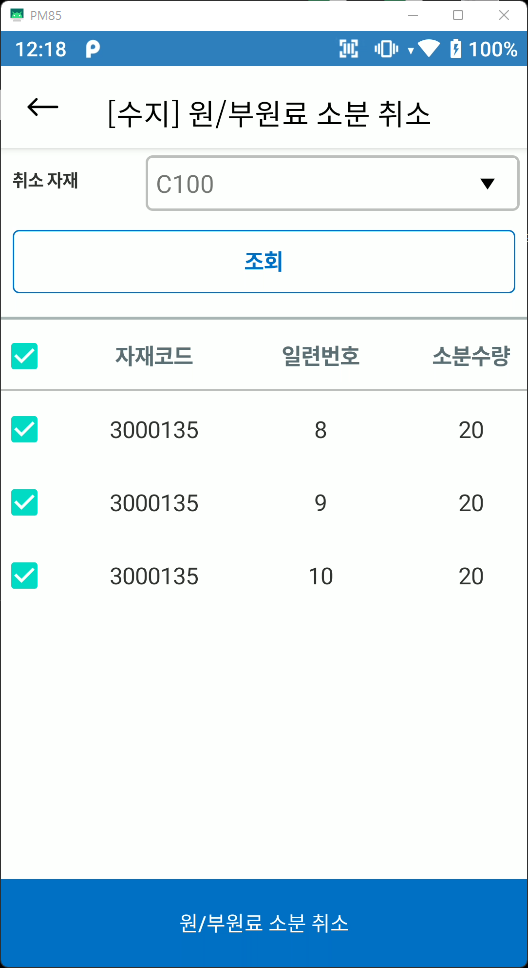 PM85
12:18 100%
[수지] 원/부원료 소분 취소
취소 자재 C100
조회
자재코드 일련번호 소분수량
3000135 8 20
3000135 9 20
3000135 10 20
원/부원료 소분 취소